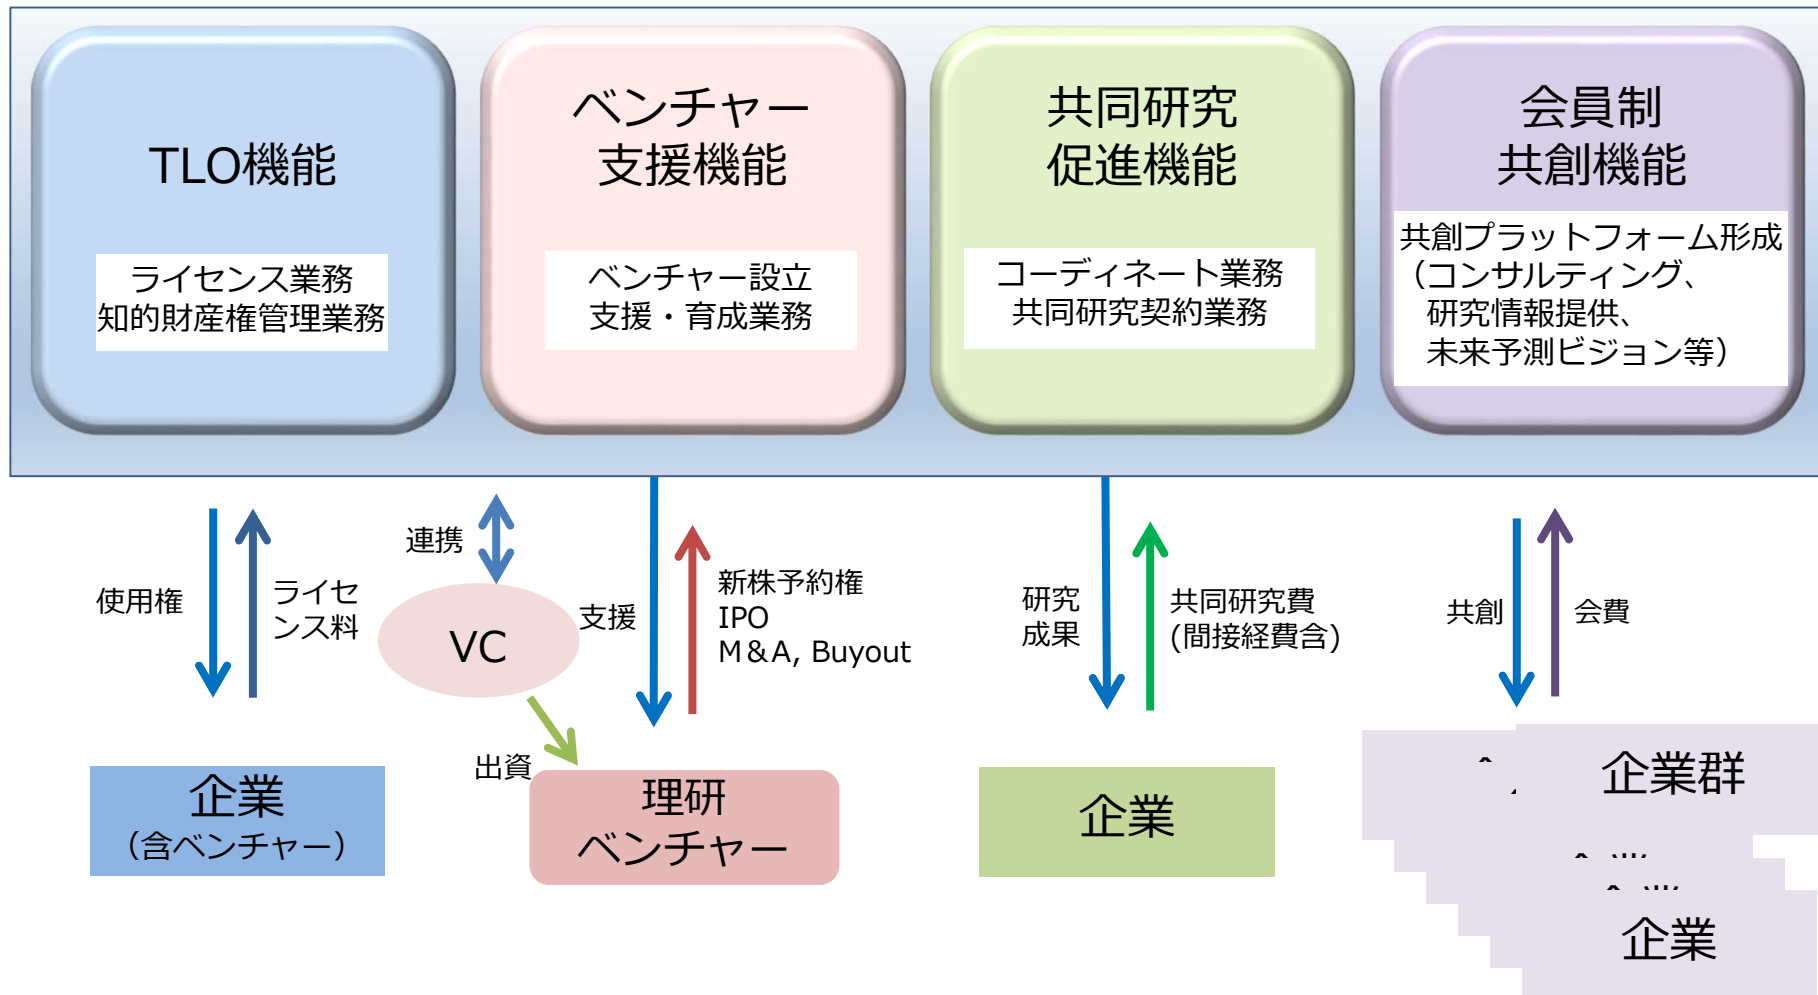 TLO機能
ライセンス業務
知的財産権管理業務
ベンチャー
支援機能
ベンチャー設立
支援・育成業務
共同研究
促進機能
コーディネート業務
共同研究契約業務
会員制
共創機能
共創プラットフォーム形成
（コンサルティング、
研究情報提供、
未来予測ビジョン等）
使用権
ライセ
ンス料
連携
VC
出資
支援
新株予約権
IPO
M＆A, Buyout
研究
成果
共同研究費
(間接経費含)
共創
会費
企業
（含ベンチャー）
理研
ベンチャー
企業
企業群
企業